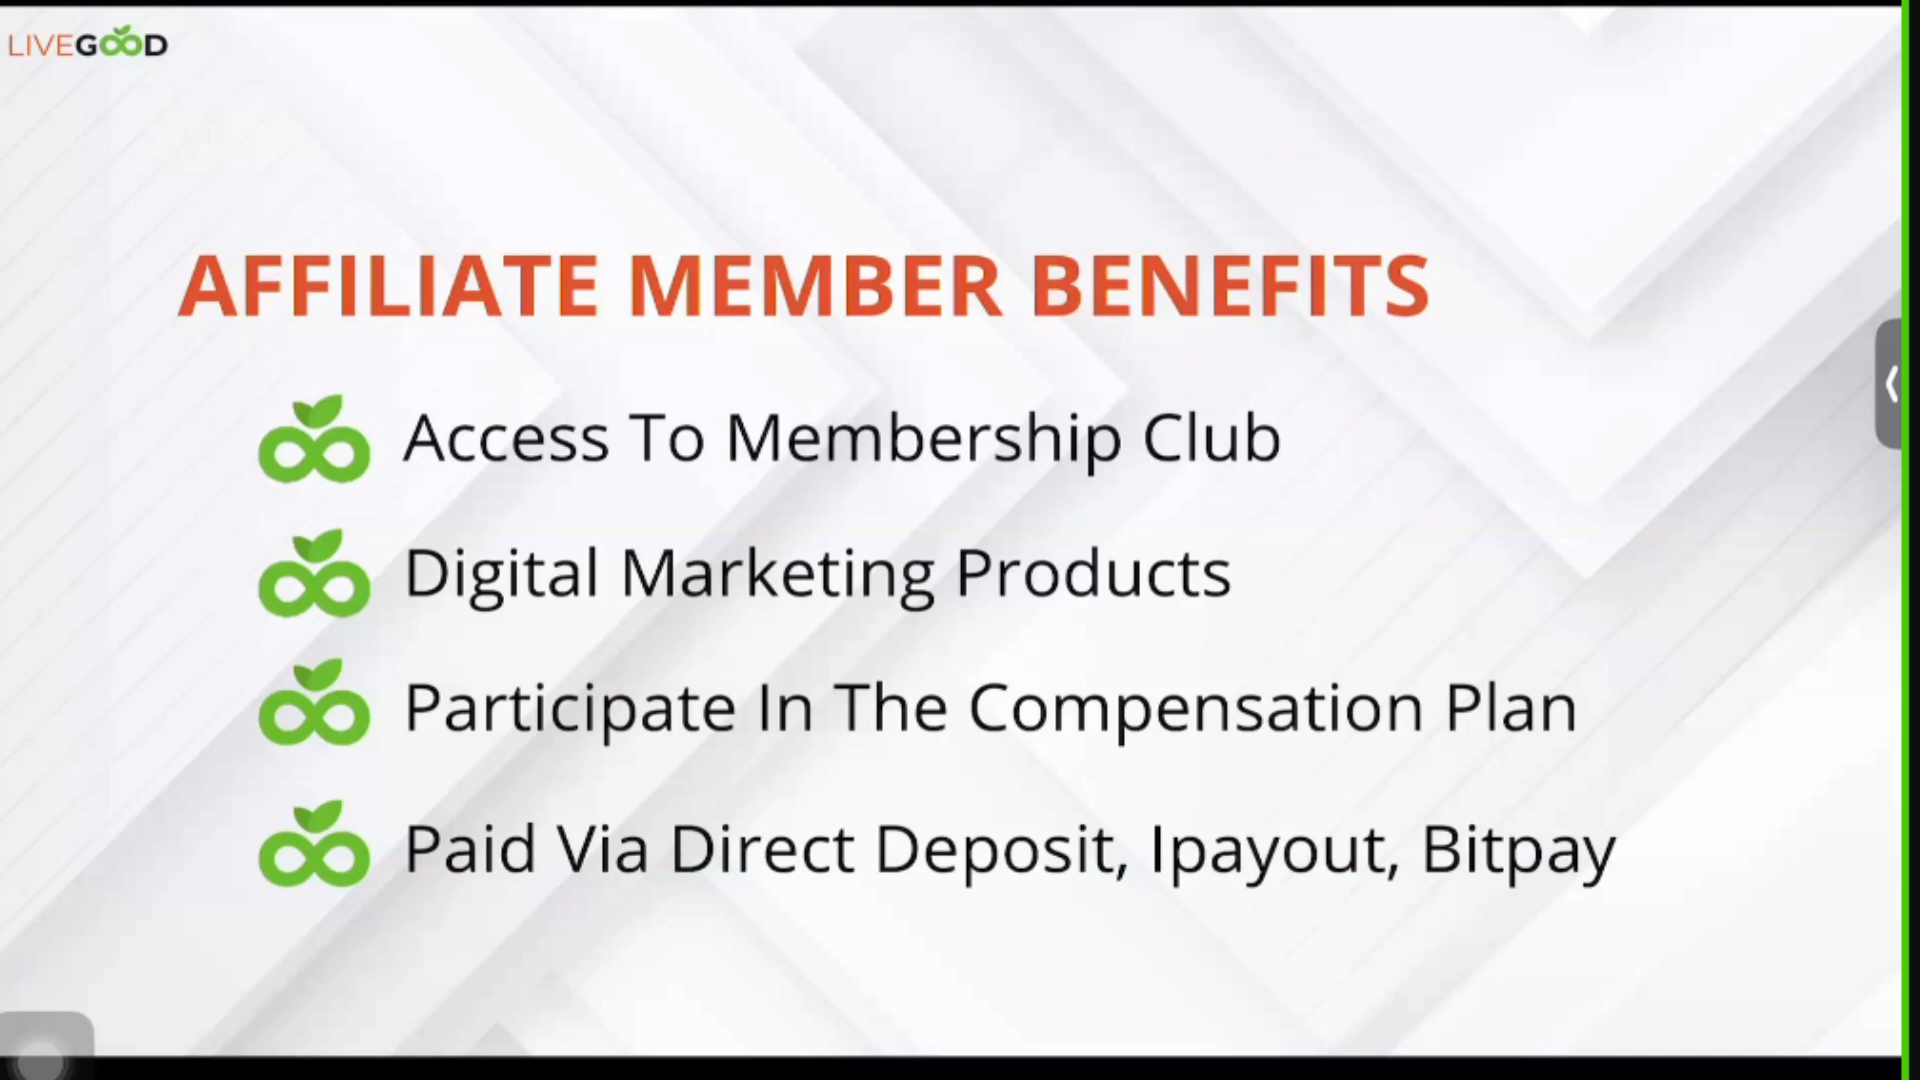 LIVEGOOD
AFFILIATE MEMBER BENEFITS
Access To Membership Club
Digital Marketing Products
Participate In The Compensation Plan
Paid Via Direct Deposit, Ipayout, Bitpay